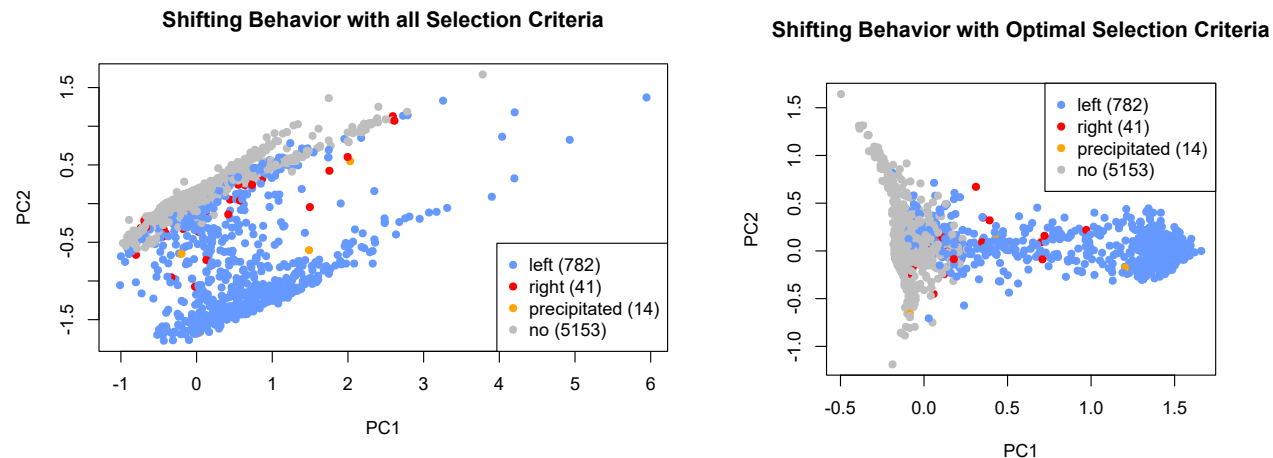 Shifting Behavior with all Selection Criteria
PC2
1.5
0.5
-0.5
-1.5
left (782)
right (41)
precipitated (14)
no (5153)
-1 0 1 2 3 4 5 6
PC1
Shifting Behavior with Optimal Selection Criteria
PC2
1.5
1.0
0.5
0.0
-0.5
-1.0
left (782)
right (41)
precipitated (14)
no (5153)
-0.5 0.0 0.5 1.0 1.5
PC1